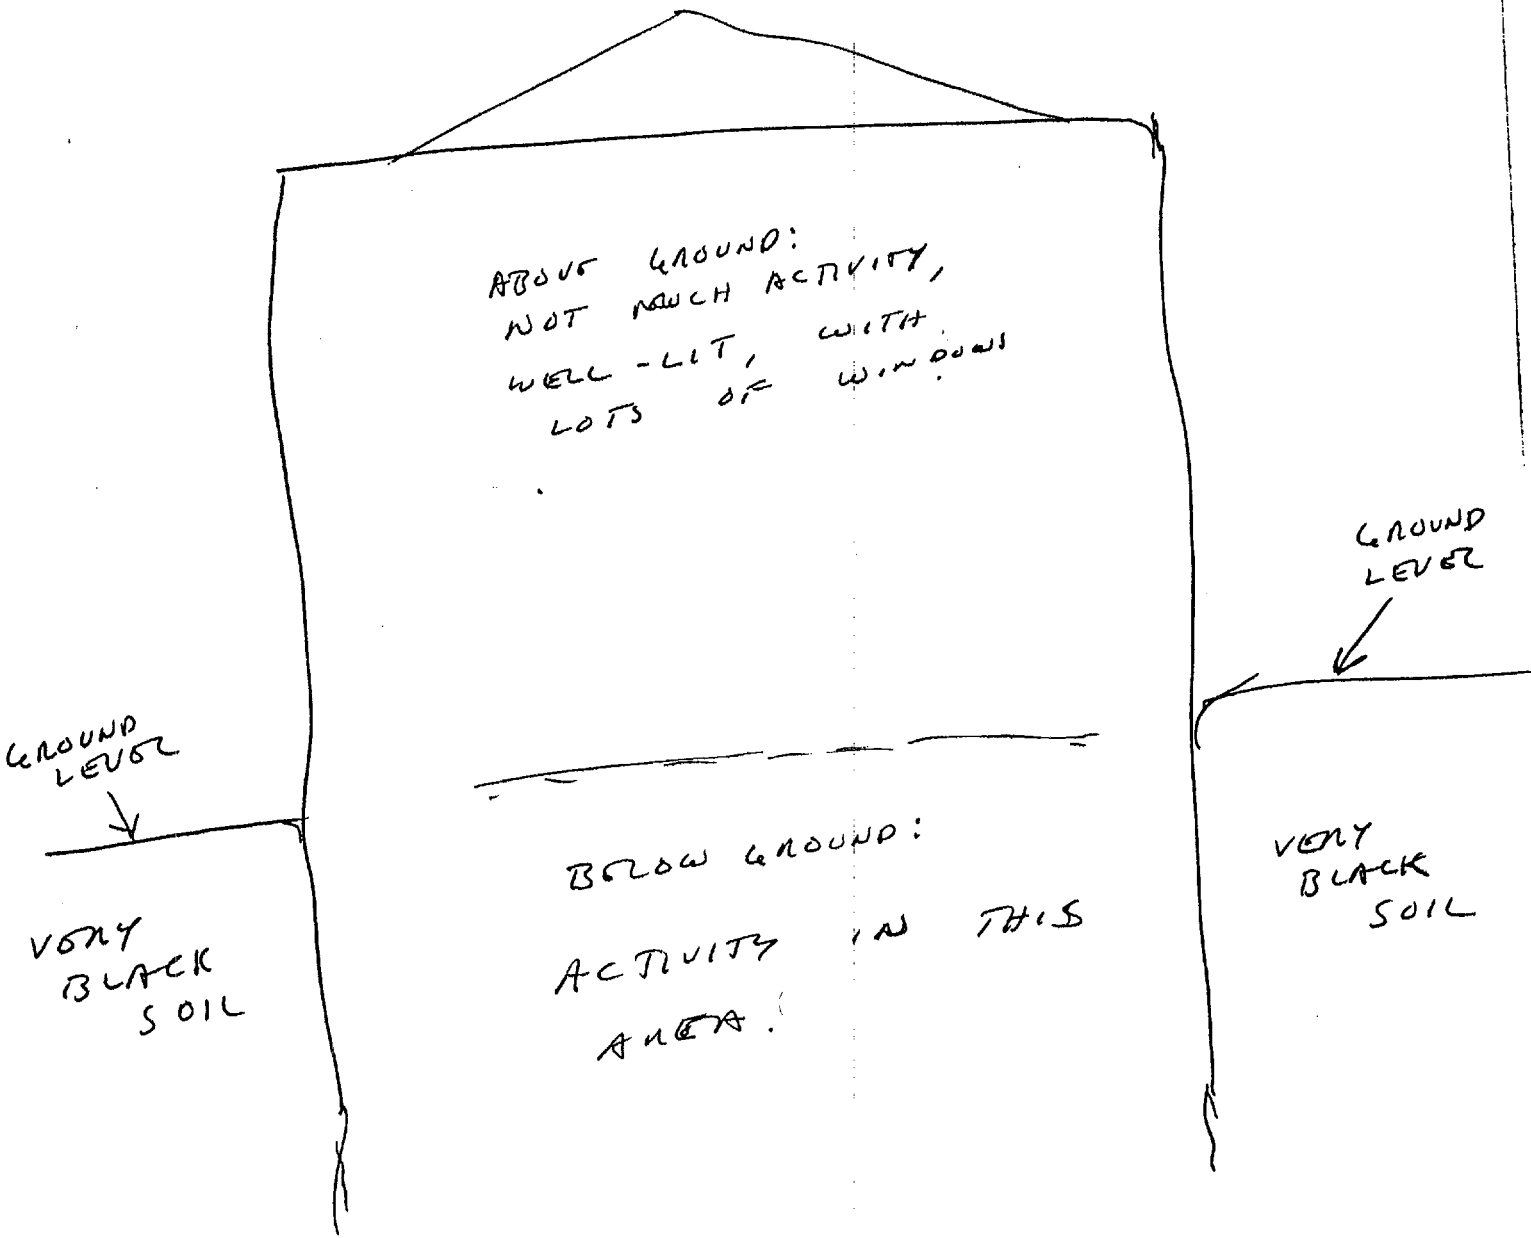 ABOVE GROUND:
NOT MUCH ACTIVITY,
WELL-LIT, WITH
LOTS OF WINDOWS
GROUND
LEVEL
GROUND
LEVEL
BELOW GROUND:
ACTIVITY IN THIS
AREA.
VERY
BLACK
SOIL
VERY
BLACK
SOIL